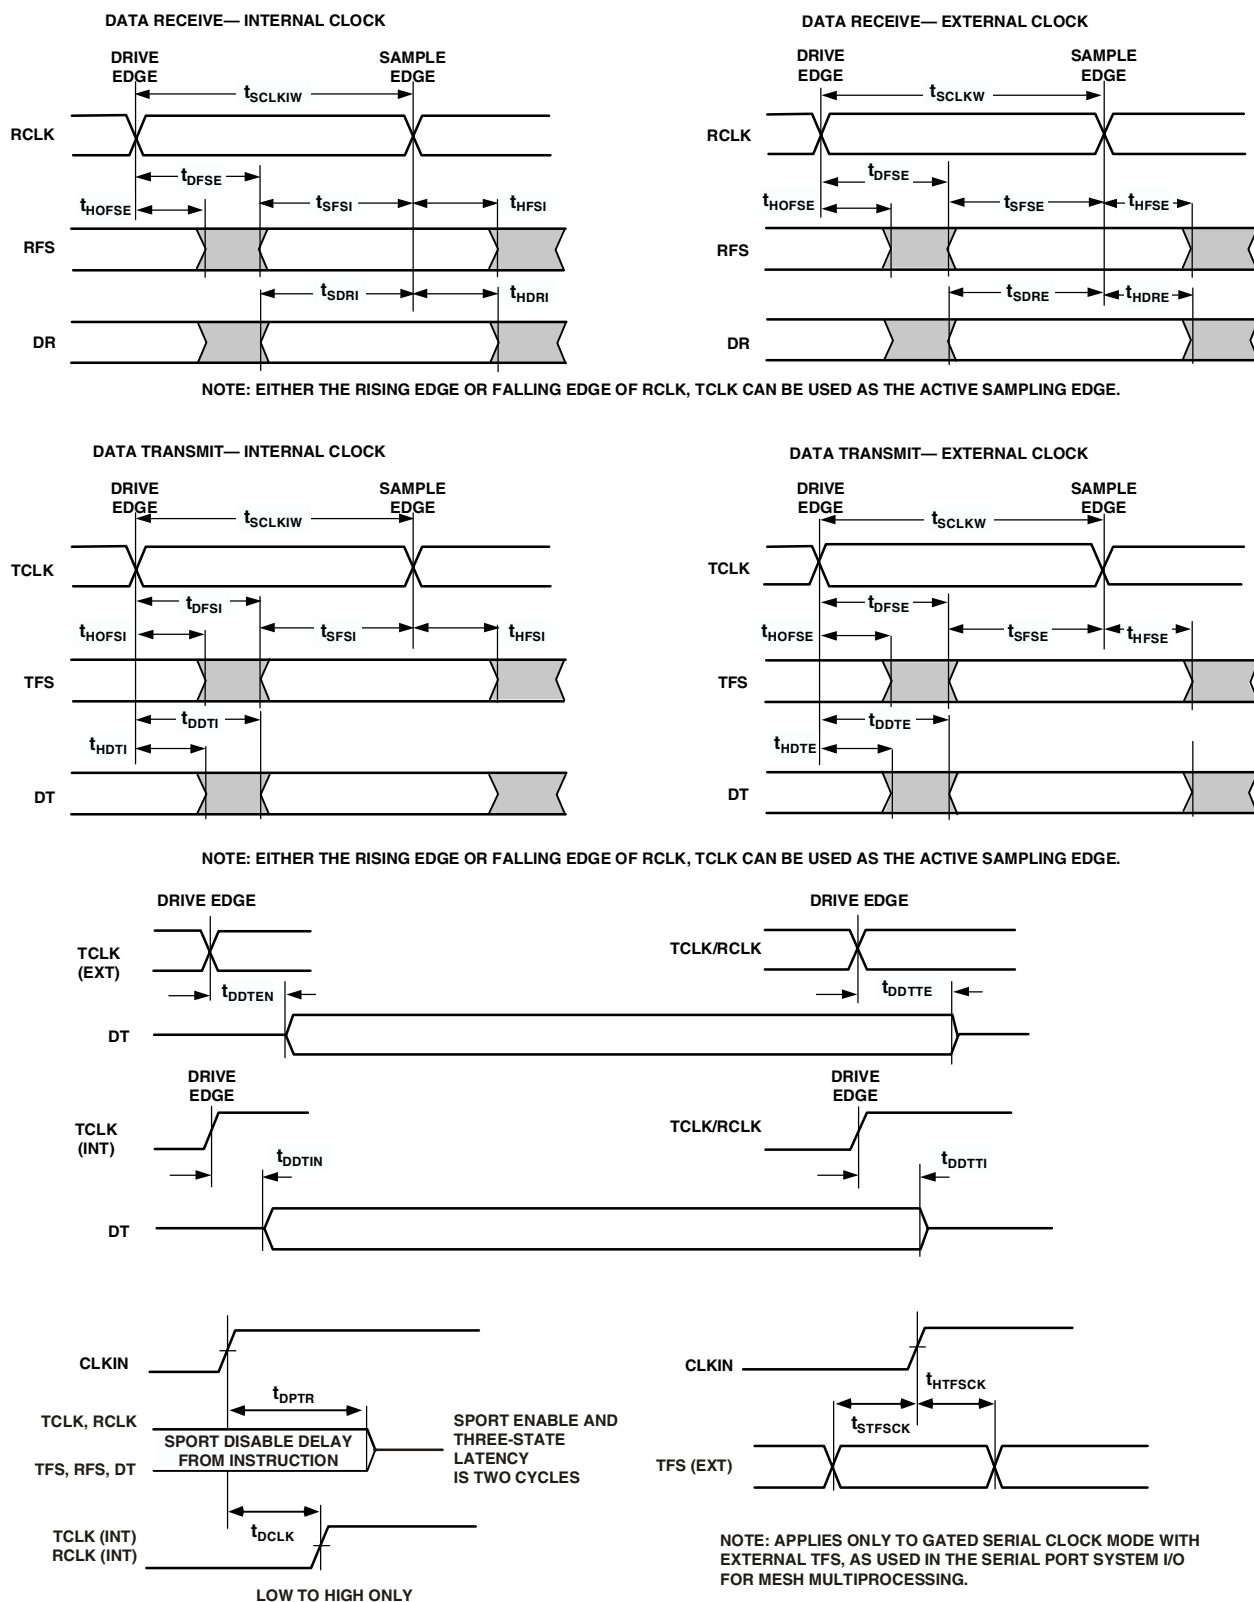 DATA RECEIVE— INTERNAL CLOCK
DRIVE EDGE
SAMPLE EDGE
tSCLKIW
RCLK
tDFSE
tHOFSE
tSFSI
tHFSI
RFS
tSDRI
tHDRI
DR
DATA RECEIVE— EXTERNAL CLOCK
DRIVE EDGE
SAMPLE EDGE
tSCLKW
RCLK
tDFSE
tHOFSE
tSFSE
tHFSE
RFS
tSDRE
tHDRE
DR
NOTE: EITHER THE RISING EDGE OR FALLING EDGE OF RCLK, TCLK CAN BE USED AS THE ACTIVE SAMPLING EDGE.
DATA TRANSMIT— INTERNAL CLOCK
DRIVE EDGE
SAMPLE EDGE
tSCLKIW
TCLK
tDFSI
tHOFSI
tSFSI
tHFSI
TFS
tDDTI
tHDTI
DT
DATA TRANSMIT— EXTERNAL CLOCK
DRIVE EDGE
SAMPLE EDGE
tSCLKW
TCLK
tDFSE
tHOFSE
tSFSE
tHFSE
TFS
tDDTE
tHDTE
DT
NOTE: EITHER THE RISING EDGE OR FALLING EDGE OF RCLK, TCLK CAN BE USED AS THE ACTIVE SAMPLING EDGE.
DRIVE EDGE
DRIVE EDGE
TCLK
(EXT)
TCLK/RCLK
tDDTEN
tDDTTE
DT
DRIVE
EDGE
DRIVE
EDGE
TCLK
(INT)
TCLK/RCLK
tDDTIN
tDDTTI
DT
CLKIN
tDPTR
TCLK, RCLK
SPORT DISABLE DELAY
FROM INSTRUCTION
TFS, RFS, DT
SPORT ENABLE AND
THREE-STATE
LATENCY
IS TWO CYCLES
tDCLK
TCLK (INT)
RCLK (INT)
LOW TO HIGH ONLY
CLKIN
tHTFSCK
tSTFSCK
TFS (EXT)
NOTE: APPLIES ONLY TO GATED SERIAL CLOCK MODE WITH
EXTERNAL TFS, AS USED IN THE SERIAL PORT SYSTEM I/O
FOR MESH MULTIPROCESSING.